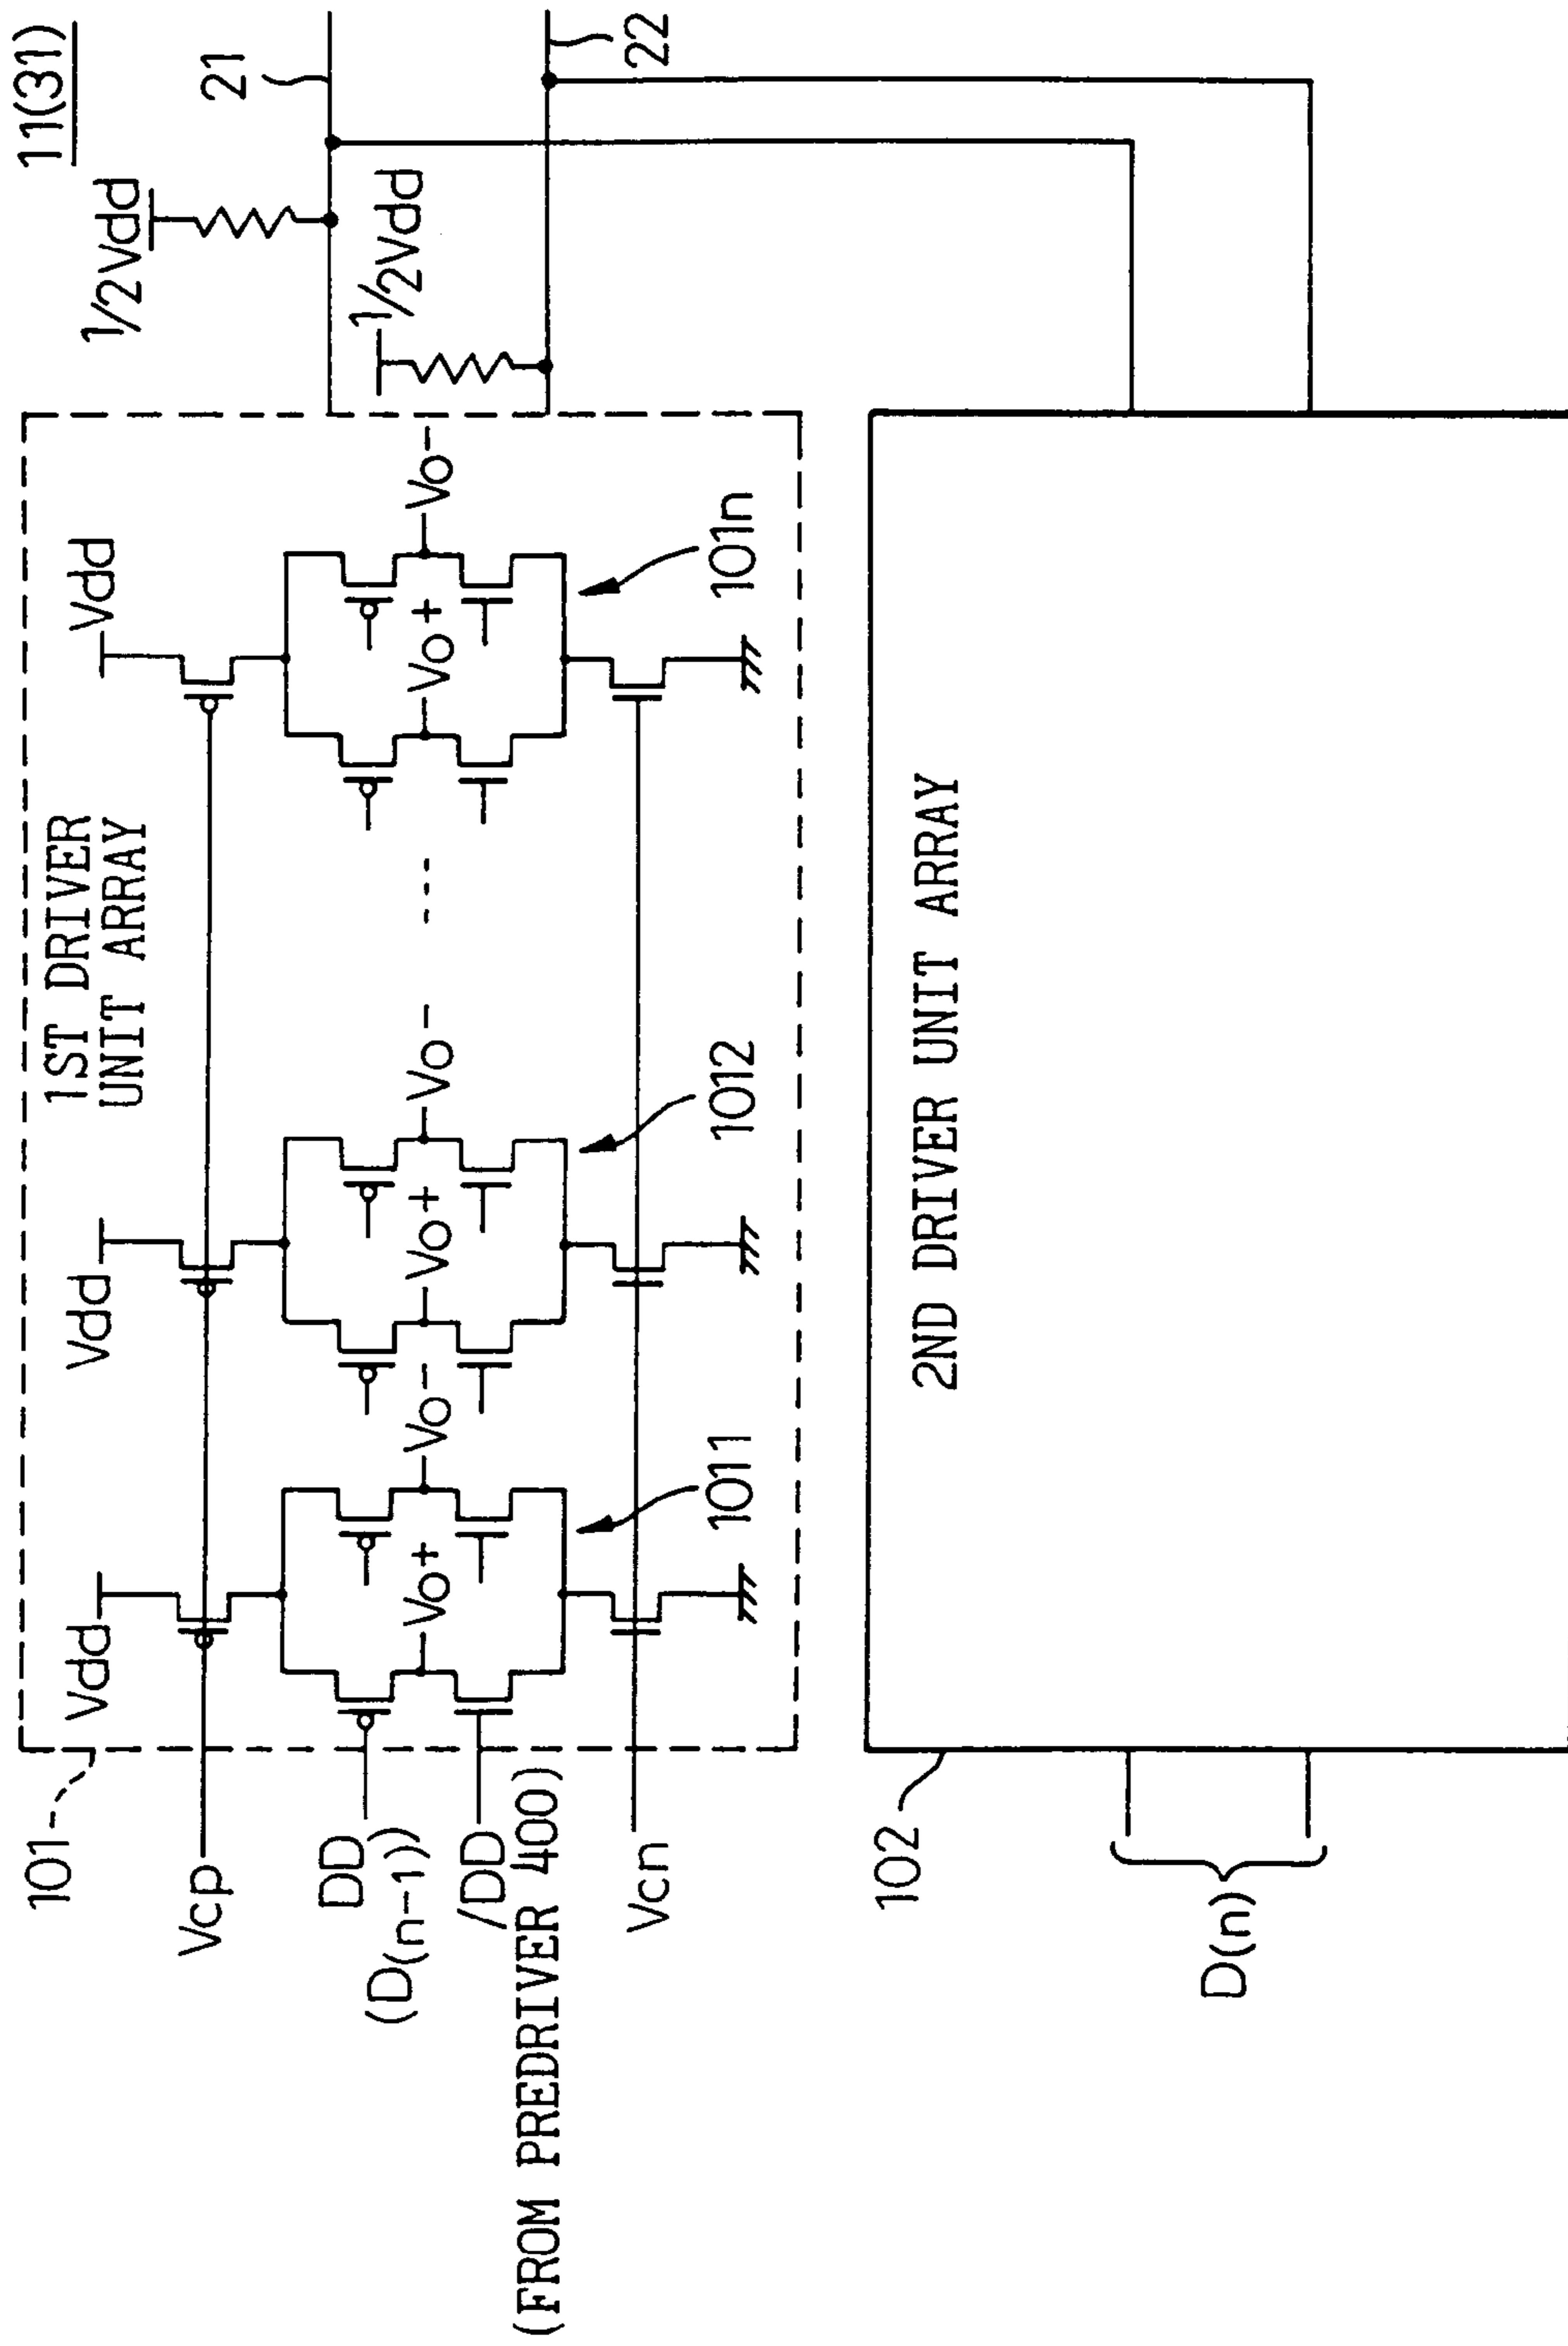 11(31)
1/2Vdd
21
1/2Vdd
22
101
1ST DRIVER
UNIT ARRAY
Vdd
Vdd
Vdd
Vcp
DD
(D(n-1))
/DD
(FROM PREDRIVER 400)
Vcn
Vo+
Vo-
Vo+
Vo-
Vo+
Vo-
1011
1012
101n
102
2ND DRIVER UNIT ARRAY
D(n)